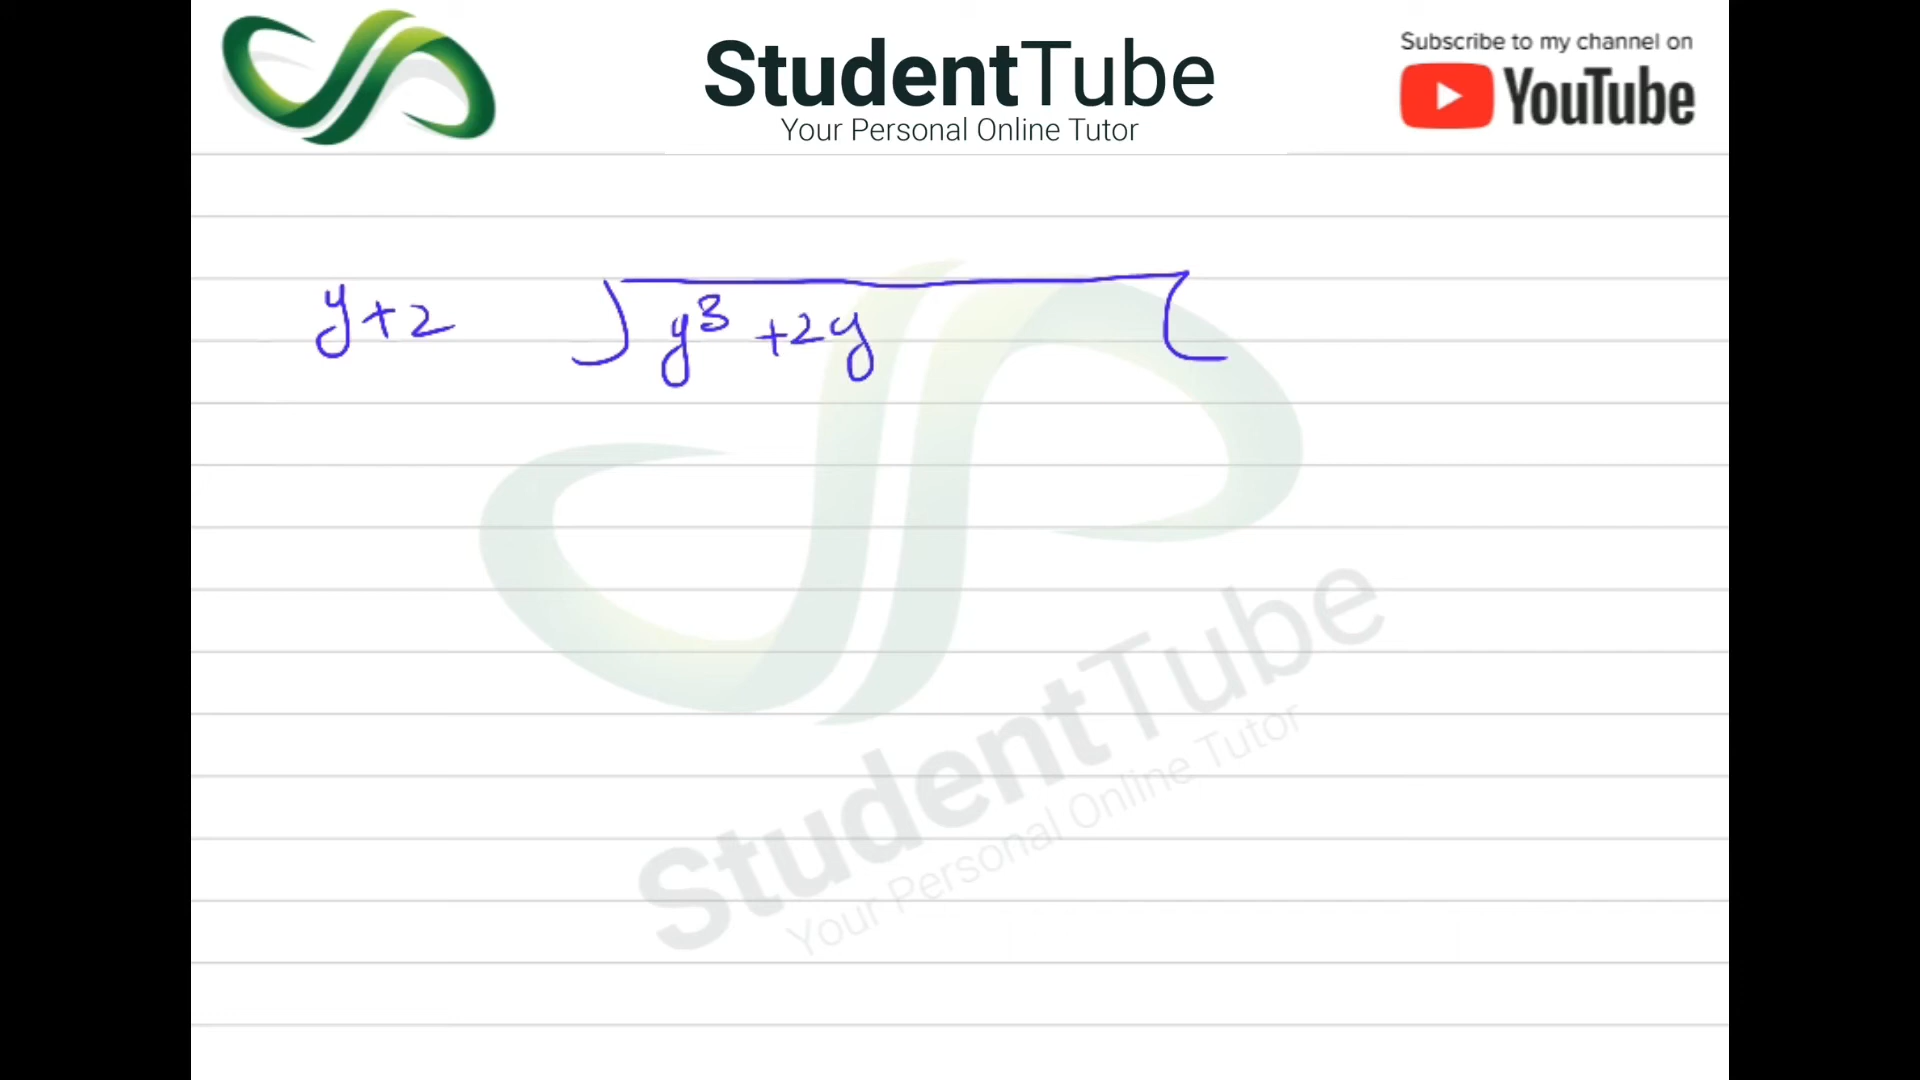 StudentTube
Your Personal Online Tutor
Subscribe to my channel on
YouTube
y+2 y³ +2y
StudentTube
Your Personal Online Tutor